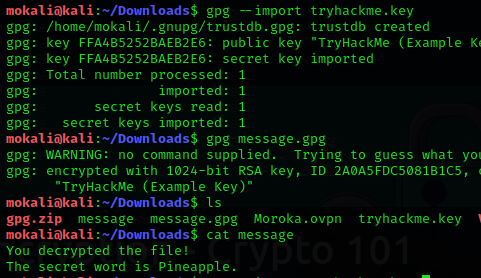 mokali@kali:~/Downloads$ gpg --import tryhackme.key
gpg: /home/mokali/.gnupg/trustdb.gpg: trustdb created
gpg: key FFA4B5252BAEB2E6: public key "TryHackMe (Example Ke
gpg: key FFA4B5252BAEB2E6: secret key imported
gpg: Total number processed: 1
gpg:               imported: 1
gpg:       secret keys read: 1
gpg:   secret keys imported: 1
mokali@kali:~/Downloads$ gpg message.gpg
gpg: WARNING: no command supplied.  Trying to guess what you
gpg: encrypted with 1024-bit RSA key, ID 2A0A5FDC5081B1C5, c
      "TryHackMe (Example Key)"
mokali@kali:~/Downloads$ ls
gpg.zip  message  message.gpg  Moroka.ovpn  tryhackme.key
mokali@kali:~/Downloads$ cat message
You decrypted the file!
The secret word is Pineapple.